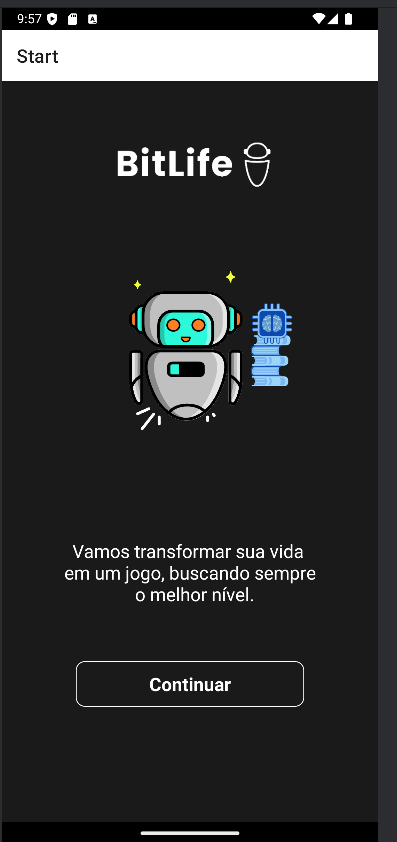 9:57
Start
BitLife
Vamos transformar sua vida
em um jogo, buscando sempre
o melhor nível.
Continuar